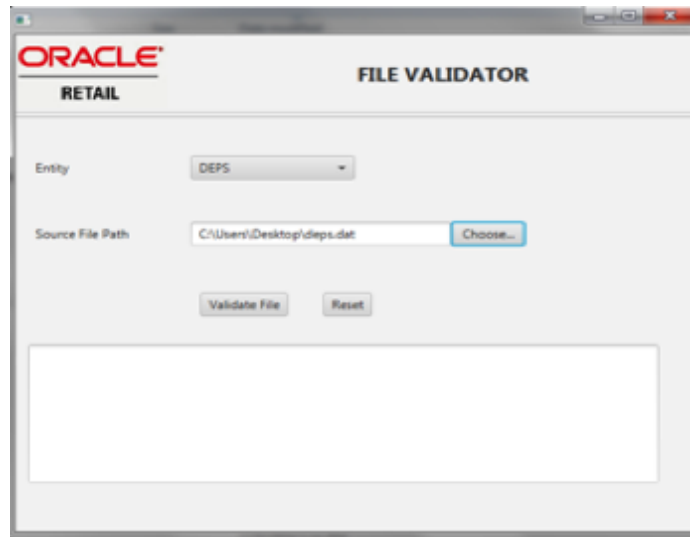 ORACLE
RETAIL
FILE VALIDATOR
Entity
DEPS
Source File Path
C:\Users\Desktop\deps.dat
Choose...
Validate File
Reset